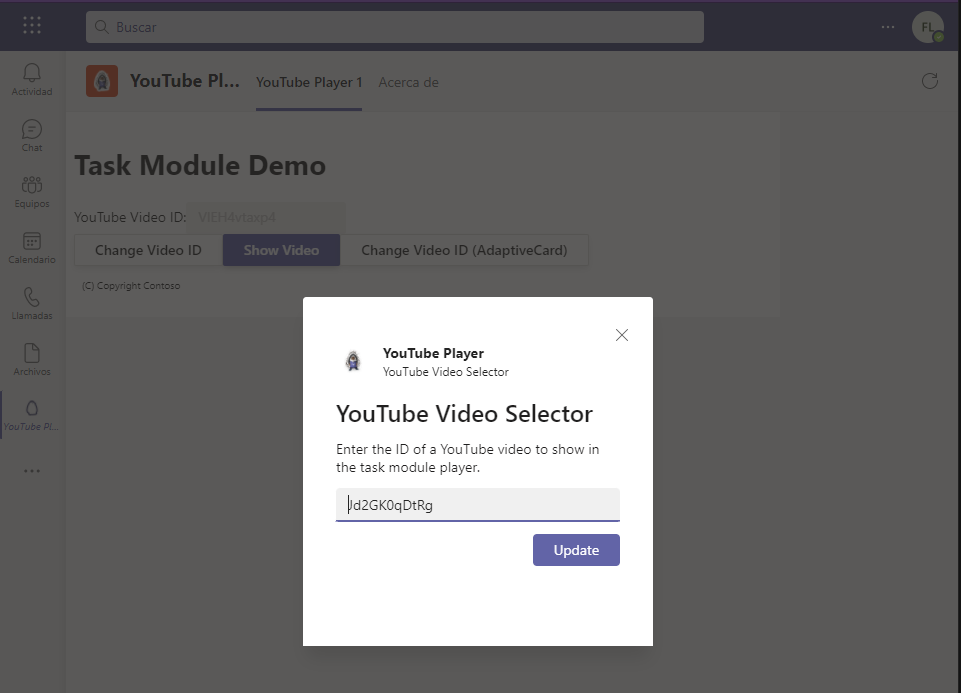 Buscar
FL
Actividad
Chat
Equipos
Calendario
Llamadas
Archivos
YouTube Pl...
YouTube Pl...
YouTube Player 1
Acerca de
Task Module Demo
YouTube Video ID:
Change Video ID
Show Video
Change Video ID (AdaptiveCard)
(C) Copyright Contoso
YouTube Player
YouTube Video Selector
YouTube Video Selector
Enter the ID of a YouTube video to show in
the task module player.
Jd2GK0qDtRg
Update